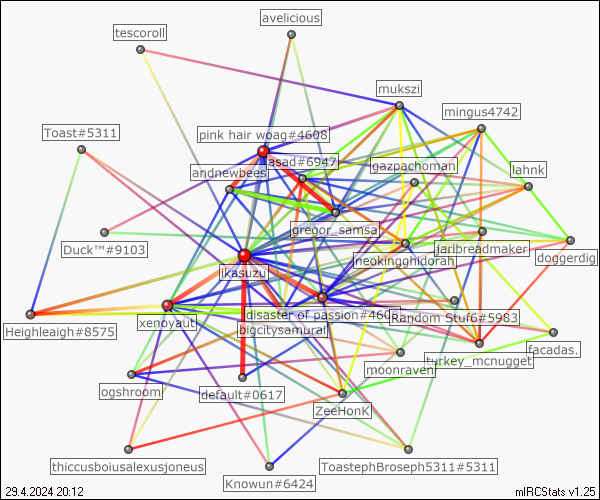 avelicious
tescoroll
mukszi
mingus4742
Toast#5311
pink hair woag#4608
asad#6947
gazpachoman
andnewbees
lahnk
gregor_samsa
Duck™#9103
jarlbreadmaker
doggerdig
neokingghidorah
ikasuzu
disaster of passion#460
Random Stuf6#5983
xenoyaut
bigcitysamurai
Heighleaigh#8575
facadas.
turkey_mcnugget
moonraven
ogshroom
default#0617
ZeeHonK
thiccusboiusalexusjoneus
ToastephBroseph5311#5311
Knowun#6424
29.4.2024 20:12
mIRCStats v1.25